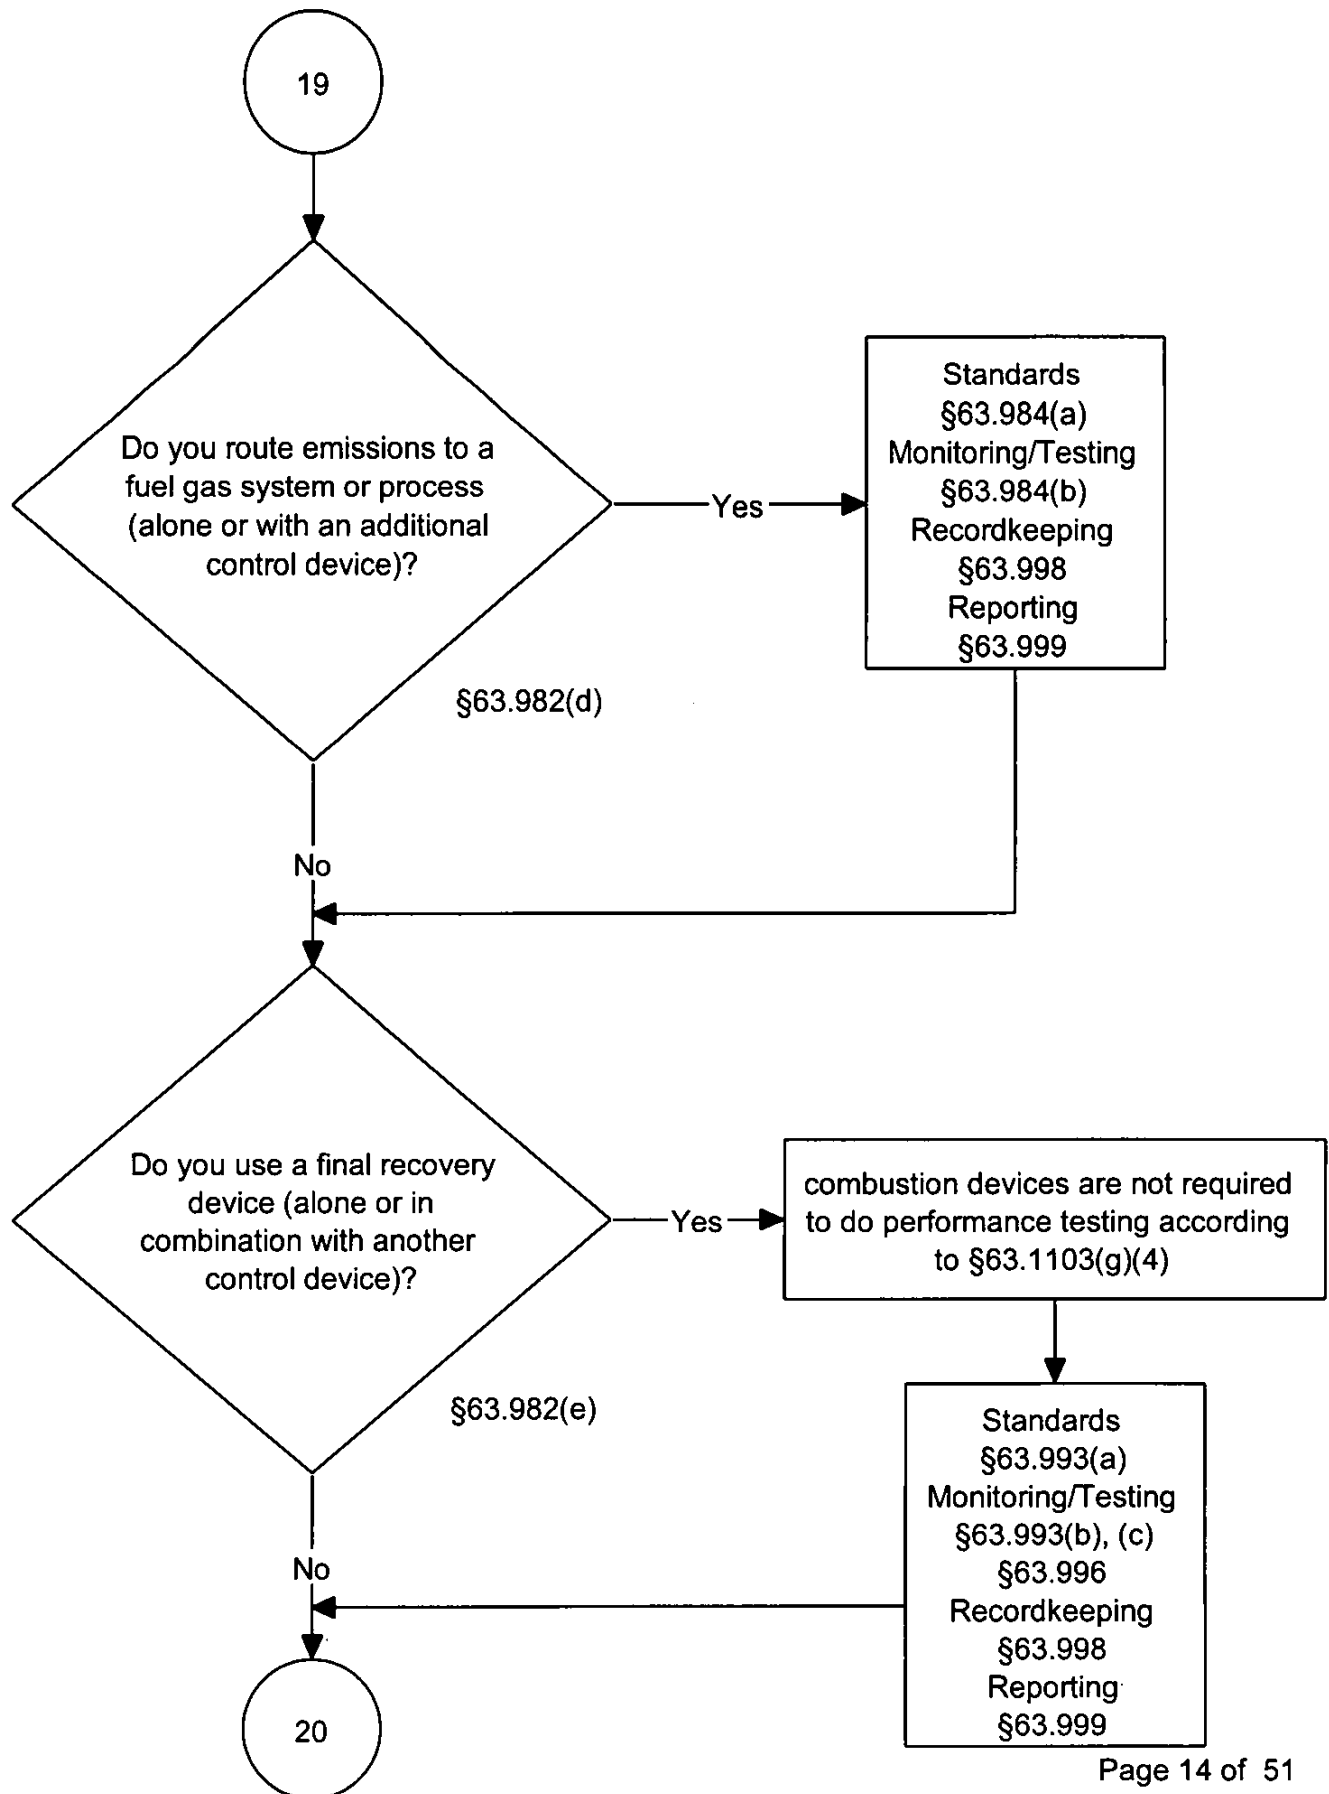 19
Do you route emissions to a
fuel gas system or process
(alone or with an additional
control device)?
Yes
Standards
§63.984(a)
Monitoring/Testing
§63.984(b)
Recordkeeping
§63.998
Reporting
§63.999
§63.982(d)
No
Do you use a final recovery
device (alone or in
combination with another
control device)?
Yes
combustion devices are not required
to do performance testing according
to §63.1103(g)(4)
§63.982(e)
Standards
§63.993(a)
Monitoring/Testing
§63.993(b), (c)
§63.996
Recordkeeping
§63.998
Reporting
§63.999
No
20
Page 14 of 51